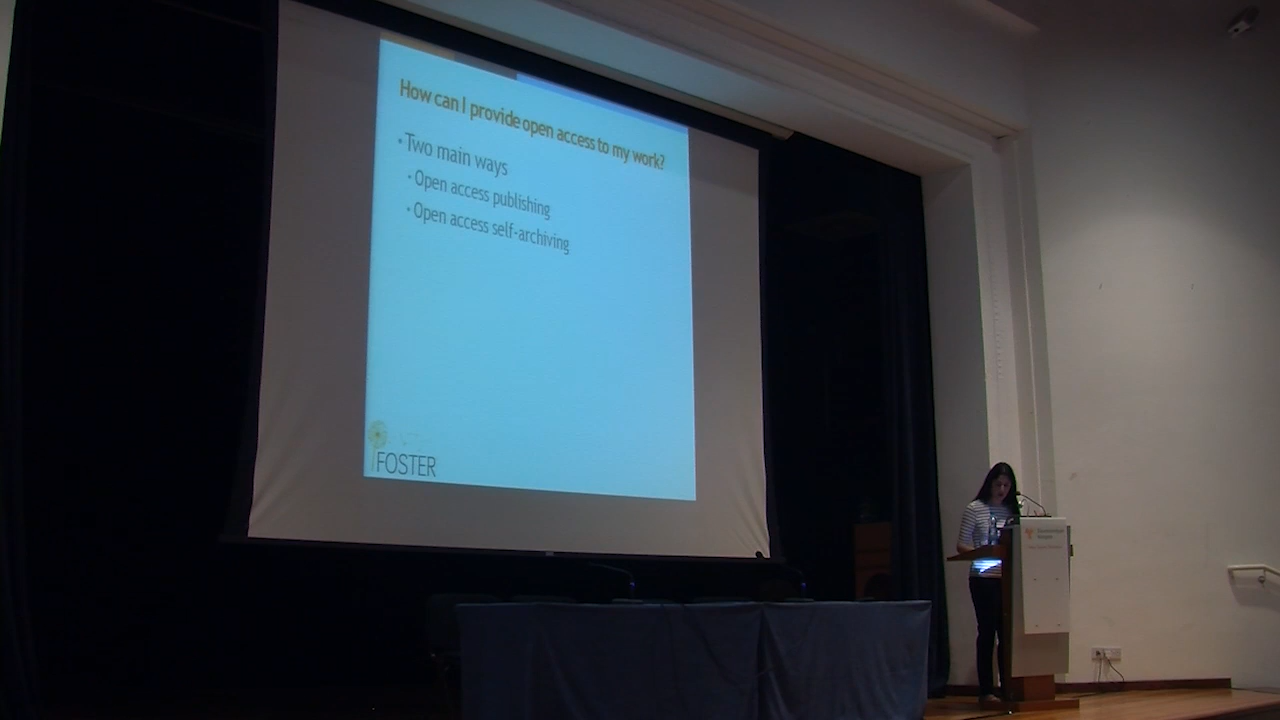 How can I provide open access to my work?
• Two main ways
• Open access publishing
• Open access self-archiving
FOSTER